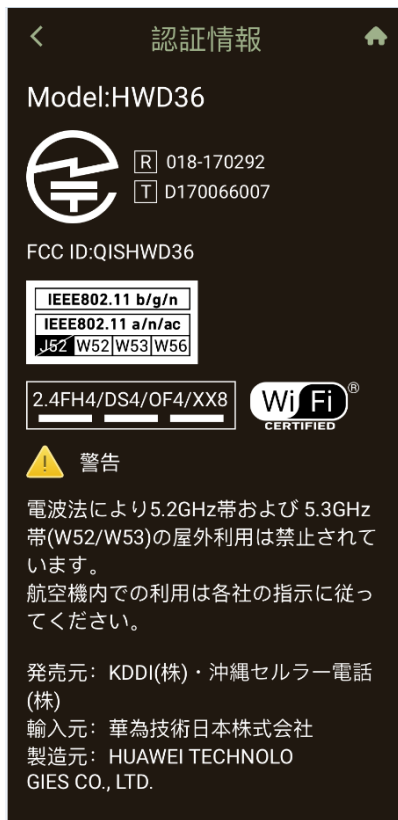 認証情報
Model:HWD36
R 018-170292
T D170066007
FCC ID:QISHWD36
IEEE802.11 b/g/n
IEEE802.11 a/n/ac
J52 W52 W53 W56
2.4FH4/DS4/OF4/XX8
Wi Fi®
CERTIFIED
警告
電波法により5.2GHz帯および 5.3GHz
帯(W52/W53)の屋外利用は禁止されて
います。
航空機内での利用は各社の指示に従っ
てください。
発売元：KDDI(株)・沖縄セルラー電話
(株)
輸入元：華為技術日本株式会社
製造元：HUAWEI TECHNOLO
GIES CO., LTD.